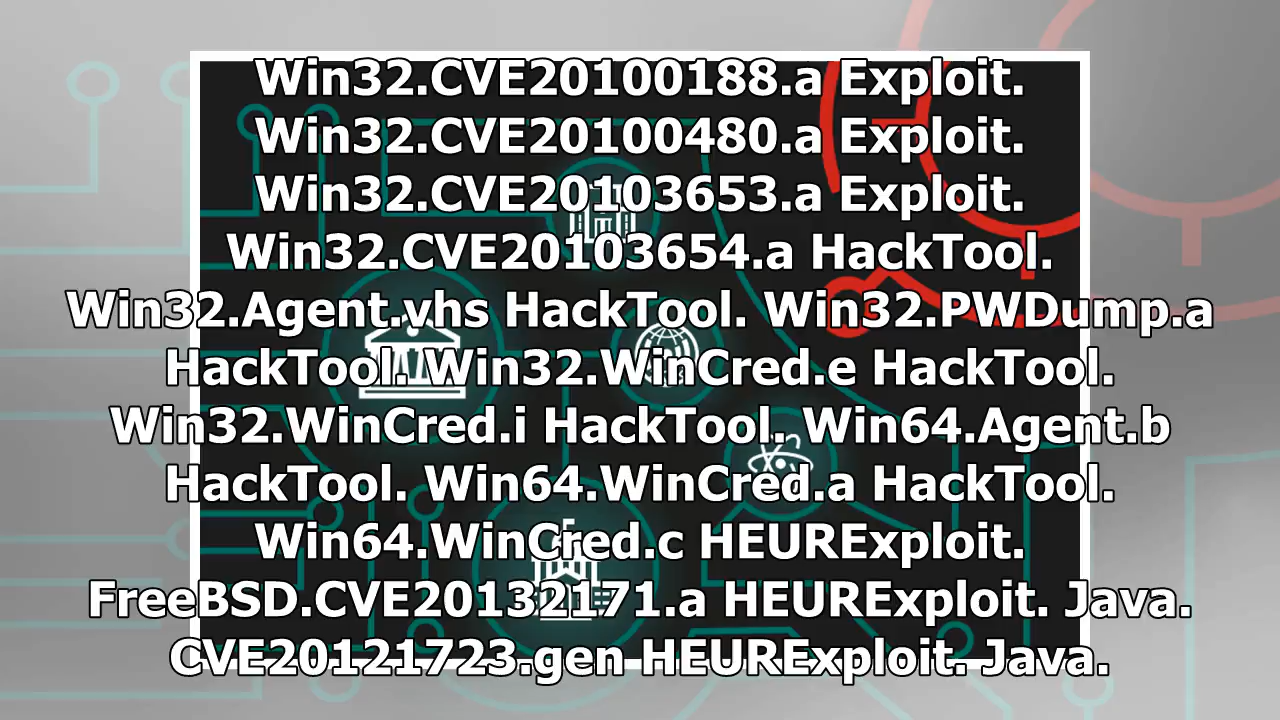 Win32.CVE20100188.a Exploit.
Win32.CVE20100480.a Exploit.
Win32.CVE20103653.a Exploit.
Win32.CVE20103654.a HackTool.
Win32.Agent.vhs HackTool. Win32.PWDump.a
HackTool. Win32.WinCred.e HackTool.
Win32.WinCred.i HackTool. Win64.Agent.b
HackTool. Win64.WinCred.a HackTool.
Win64.WinCred.c HEURExploit.
FreeBSD.CVE20132171.a HEURExploit. Java.
CVE20121723.gen HEURExploit. Java.